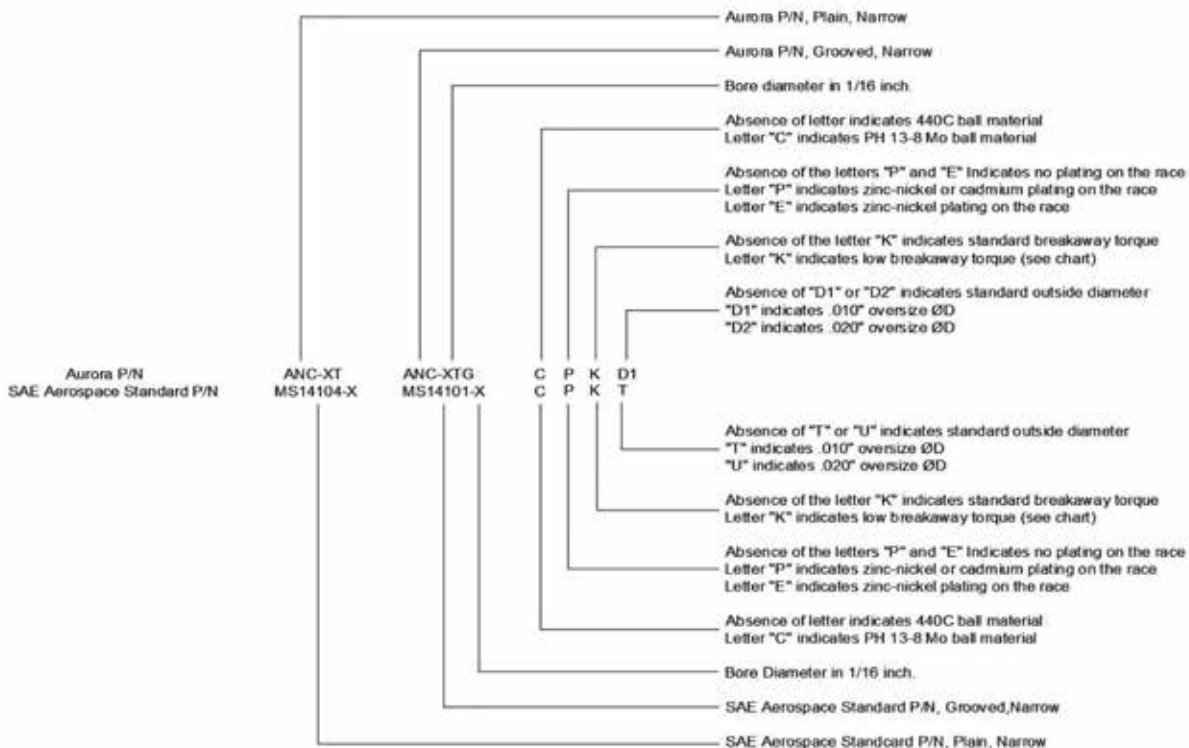 Aurora P/N, Plain, Narrow
Aurora P/N, Grooved, Narrow
Bore diameter in 1/16 inch.
Absence of letter indicates 440C ball material
Letter "C" indicates PH 13-8 Mo ball material
Absence of the letters "P" and "E" Indicates no plating on the race
Letter "P" indicates zinc-nickel or cadmium plating on the race
Letter "E" indicates zinc-nickel plating on the race
Absence of the letter "K" indicates standard breakaway torque
Letter "K" indicates low breakaway torque (see chart)
Absence of "D1" or "D2" indicates standard outside diameter
"D1" indicates .010" oversize ØD
"D2" indicates .020" oversize ØD
Aurora P/N ANC-XT ANC-XTG C P K D1
SAE Aerospace Standard P/N MS14104-X MS14101-X C P K T
Absence of "T" or "U" indicates standard outside diameter
"T" indicates .010" oversize ØD
"U" indicates .020" oversize ØD
Absence of the letter "K" indicates standard breakaway torque
Letter "K" indicates low breakaway torque (see chart)
Absence of the letters "P" and "E" Indicates no plating on the race
Letter "P" indicates zinc-nickel or cadmium plating on the race
Letter "E" indicates zinc-nickel plating on the race
Absence of letter indicates 440C ball material
Letter "C" indicates PH 13-8 Mo ball material
Bore Diameter in 1/16 inch.
SAE Aerospace Standard P/N, Grooved,Narrow
SAE Aerospace Standcard P/N, Plain, Narrow